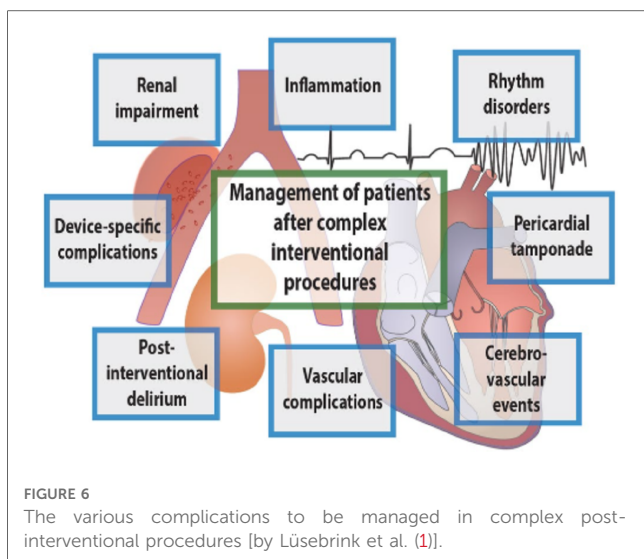 Renal
impairment
Inflammation
Rhythm
disorders
Device-specific
complications
Management of patients
after complex
interventional
procedures
Pericardial
tamponade
Post-
interventional
delirium
Vascular
complications
Cerebro-
vascular
events
FIGURE 6
The various complications to be managed in complex post-
interventional procedures [by Lüsebrink et al. (1)].